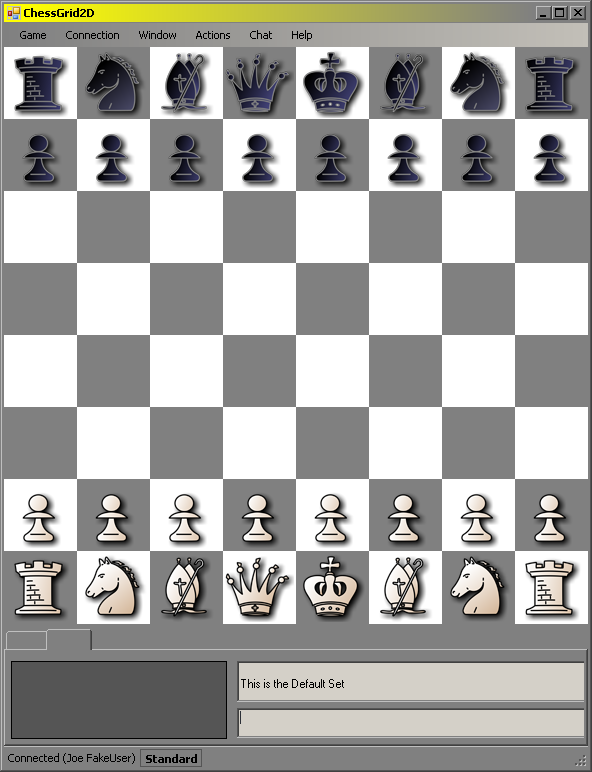 ChessGrid2D
Game Connection Window Actions Chat Help
This is the Default Set
Connected (Joe FakeUser) Standard